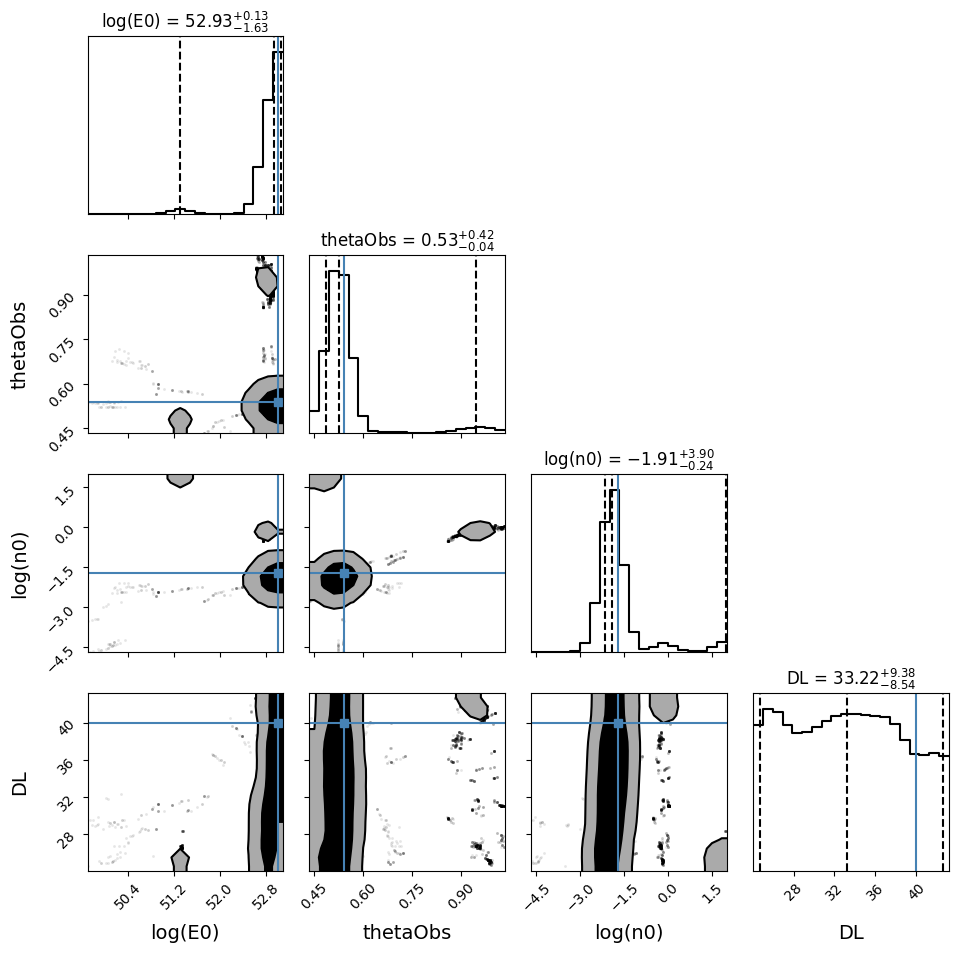 log(E0) = 52.93+0.13−1.63
thetaObs = 0.53+0.42−0.04
0.90
0.75
0.60
0.45
thetaObs
log(n0) = −1.91+3.90−0.24
1.5
0.0
−1.5
−3.0
−4.5
log(n0)
DL = 33.22+9.38−8.54
40
36
32
28
DL
50.4 51.2 52.0 52.8
0.45 0.60 0.75 0.90
−4.5 −3.0 −1.5 0.0 1.5
28 32 36 40
log(E0) thetaObs log(n0) DL